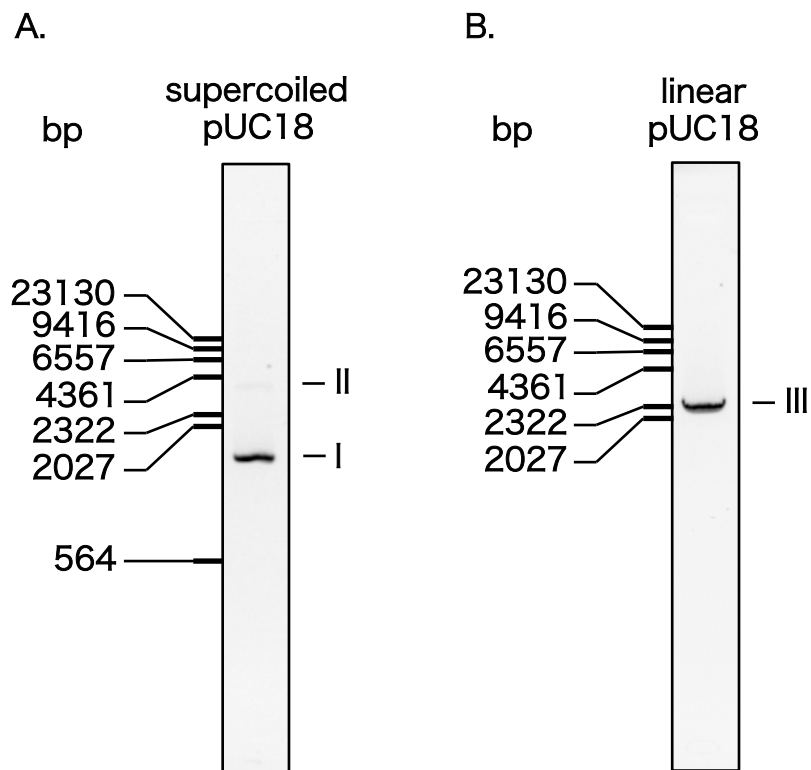 A.
supercoiled
pUC18
bp
23130
9416
6557
4361
2322
2027
564
II
I
B.
linear
pUC18
bp
23130
9416
6557
4361
2322
2027
III